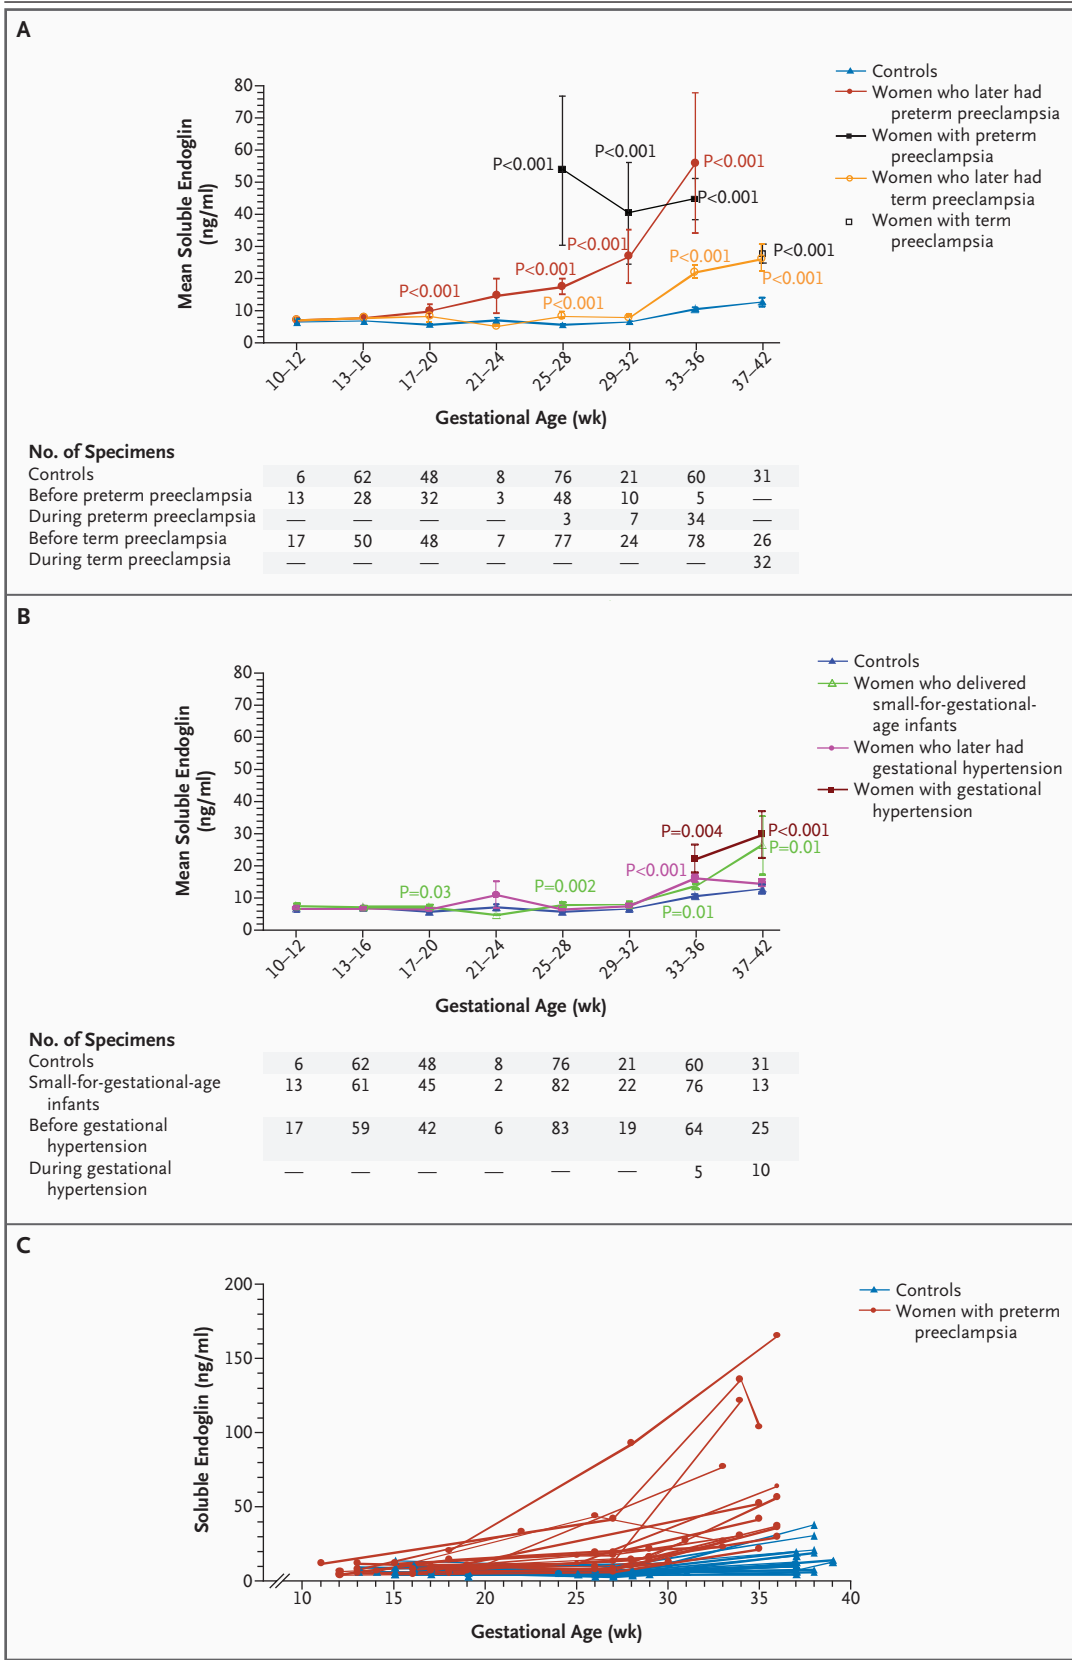 A
80
70
60
50
40
30
20
10
0
Mean Soluble Endoglin
(ng/ml)
P<0.001
P<0.001
P<0.001
P<0.001
P<0.001
P<0.001
P<0.001
P<0.001
P<0.001
P<0.001
P<0.001
P<0.001
10–12
13–16
17–20
21–24
25–28
29–32
33–36
37–42
Gestational Age (wk)
Controls
Women who later had
preterm preeclampsia
Women with preterm
preeclampsia
Women who later had
term preeclampsia
Women with term
preeclampsia
No. of Specimens
Controls 6 62 48 8 76 21 60 31
Before preterm preeclampsia 13 28 32 3 48 10 5 —
During preterm preeclampsia — — — — 3 7 34 —
Before term preeclampsia 17 50 48 7 77 24 78 26
During term preeclampsia — — — — — — — 32
B
80
70
60
50
40
30
20
10
0
Mean Soluble Endoglin
(ng/ml)
P=0.03
P=0.002
P<0.001
P=0.004
P=0.01
P<0.001
P=0.01
10–12
13–16
17–20
21–24
25–28
29–32
33–36
37–42
Gestational Age (wk)
Controls
Women who delivered
small-for-gestational-
age infants
Women who later had
gestational hypertension
Women with gestational
hypertension
No. of Specimens
Controls 6 62 48 8 76 21 60 31
Small-for-gestational-age 13 61 45 2 82 22 76 13
infants
Before gestational 17 59 42 6 83 19 64 25
hypertension
During gestational — — — — — — 5 10
hypertension
C
200
150
100
50
0
Soluble Endoglin (ng/ml)
10 15 20 25 30 35 40
Gestational Age (wk)
Controls
Women with preterm
preeclampsia